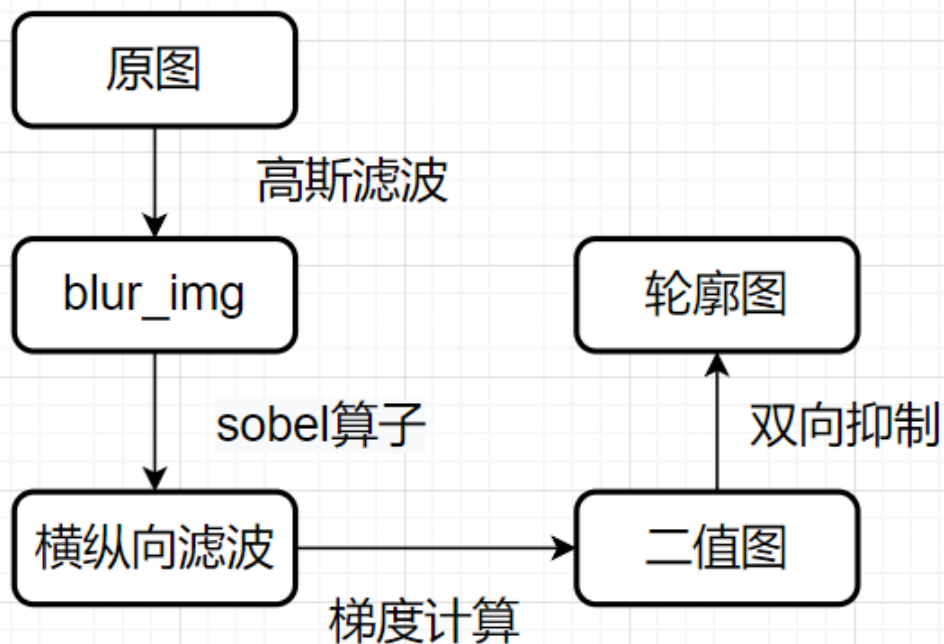 原图
高斯滤波
blur_img
sobel算子
横纵向滤波
梯度计算
二值图
双向抑制
轮廓图